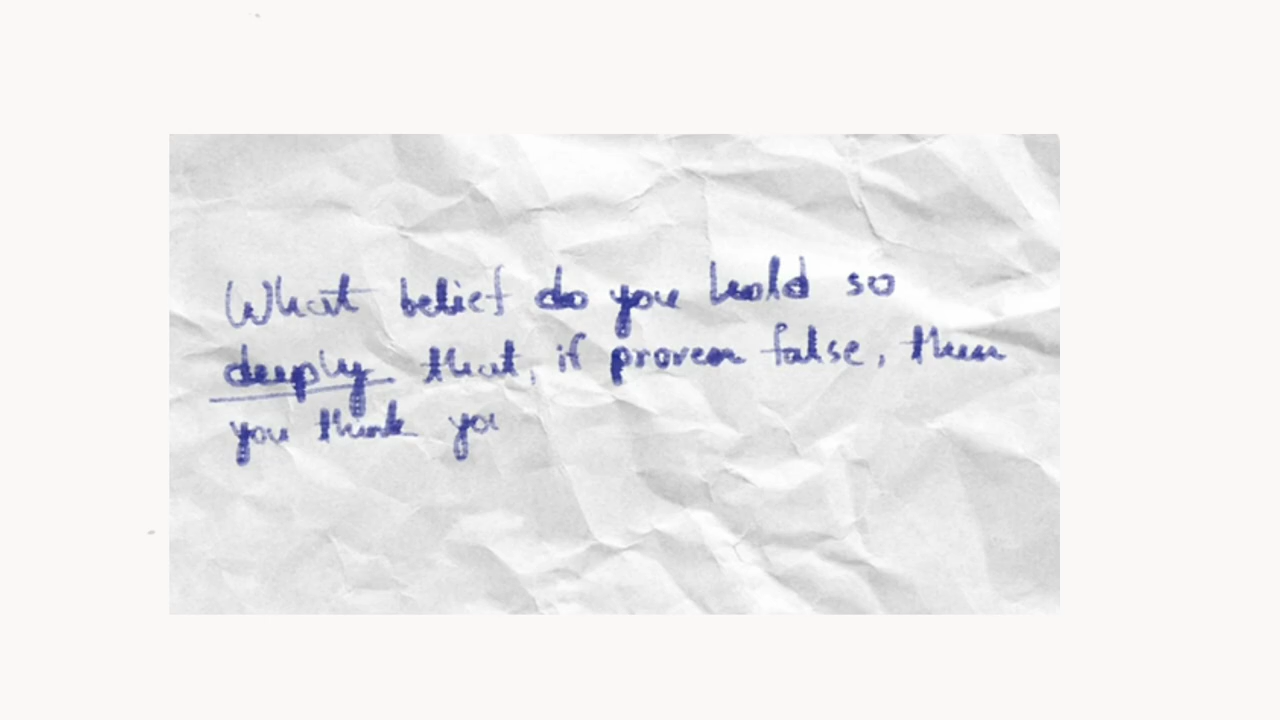 What belief do you hold so
deeply that, if proven false, then
you think you